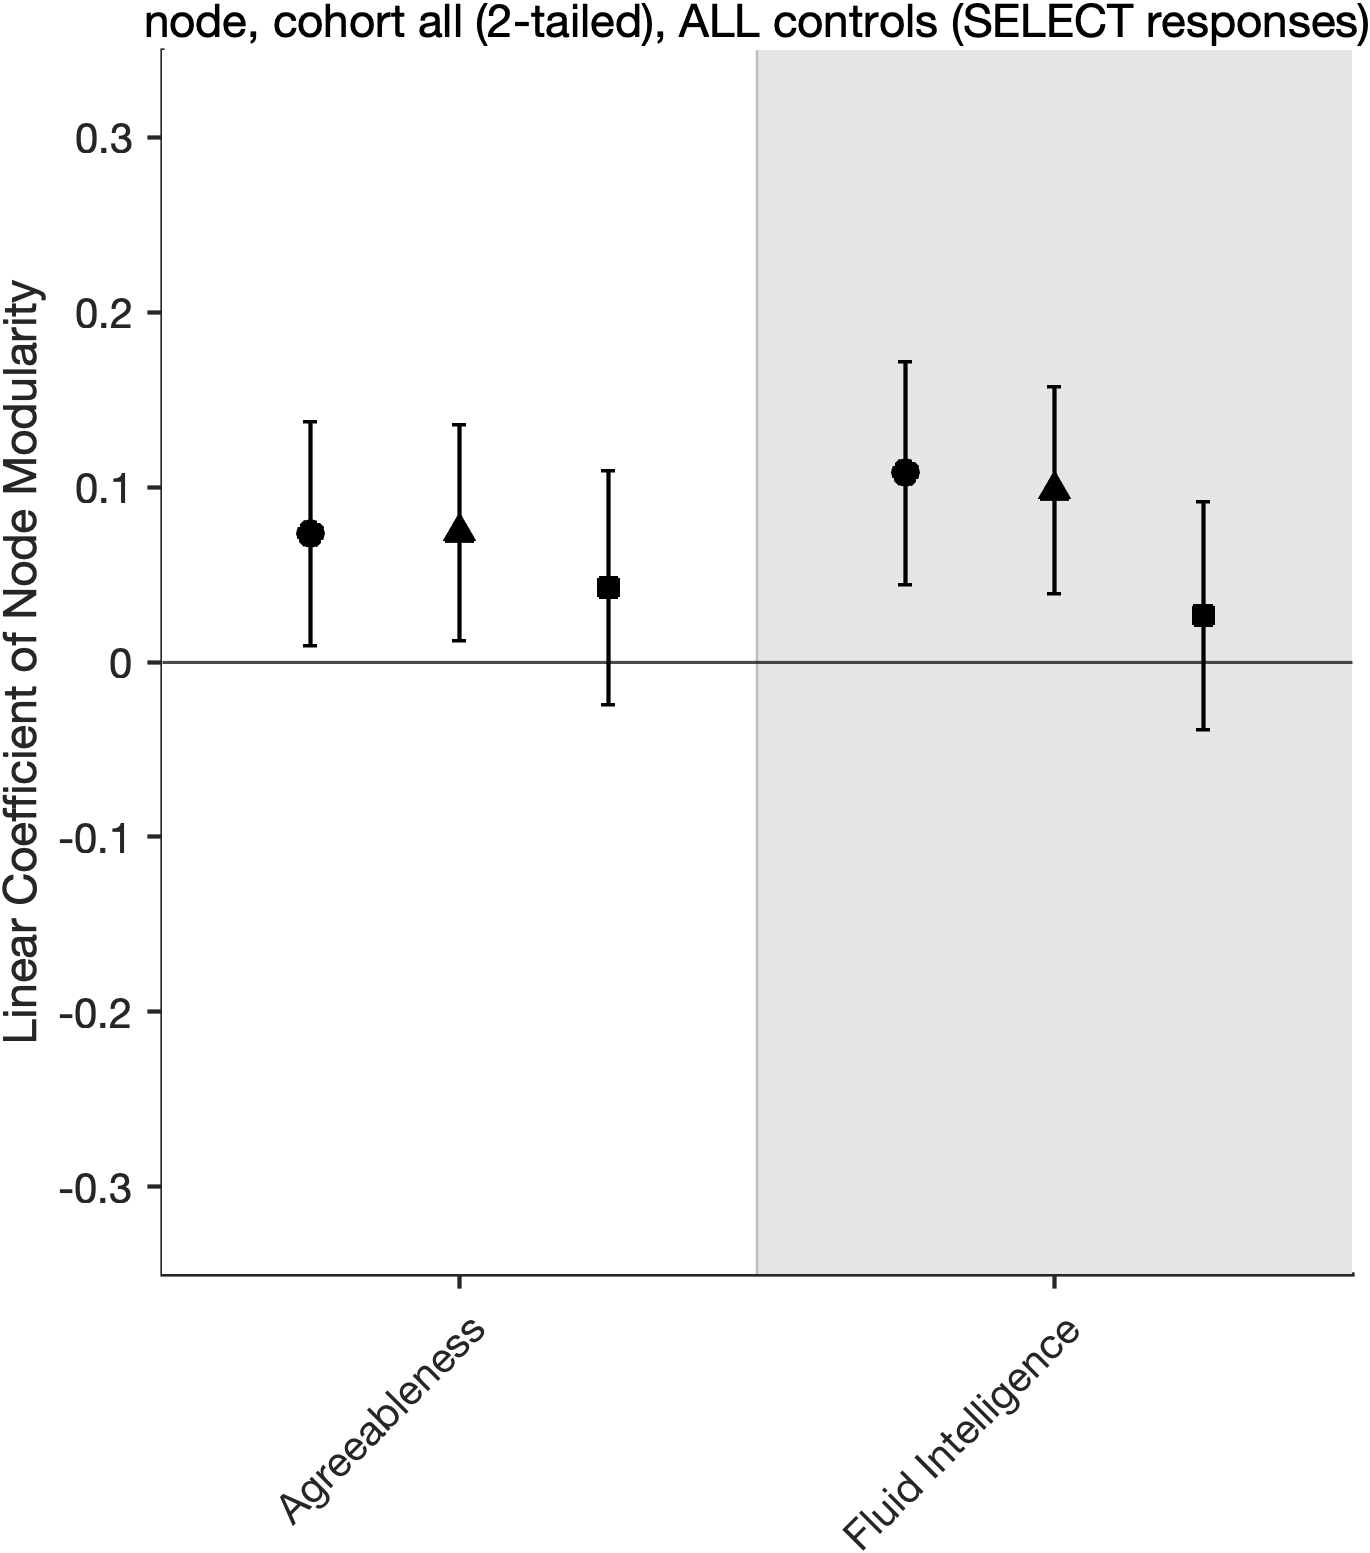 node, cohort all (2-tailed), ALL controls (SELECT responses)
Linear Coefficient of Node Modularity
0.3
0.2
0.1
0
-0.1
-0.2
-0.3
Agreeableness
Fluid Intelligence